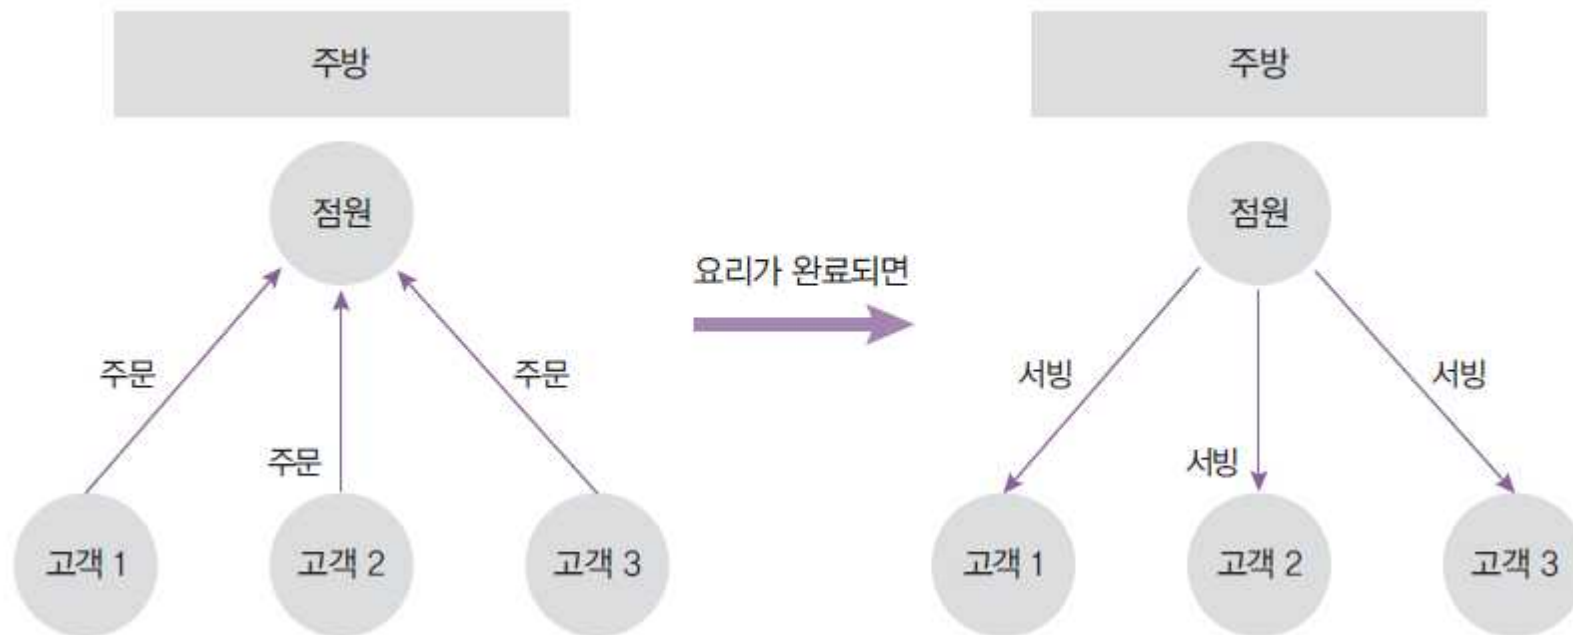 주방
점원
주문
주문
주문
고객 1
고객 2
고객 3
요리가 완료되면
주방
점원
서빙
서빙
서빙
고객 1
고객 2
고객 3